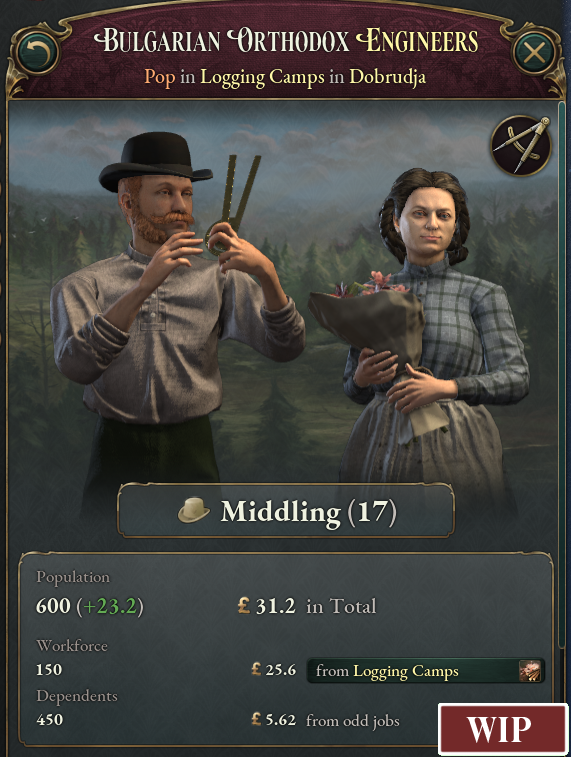 Bulgarian Orthodox Engineers
Pop in Logging Camps in Dobrudja
Middling (17)
Population
600 (+23.2)
£ 31.2 in Total
Workforce
150
£ 25.6 from Logging Camps
Dependents
450
£ 5.62 from odd jobs
WIP